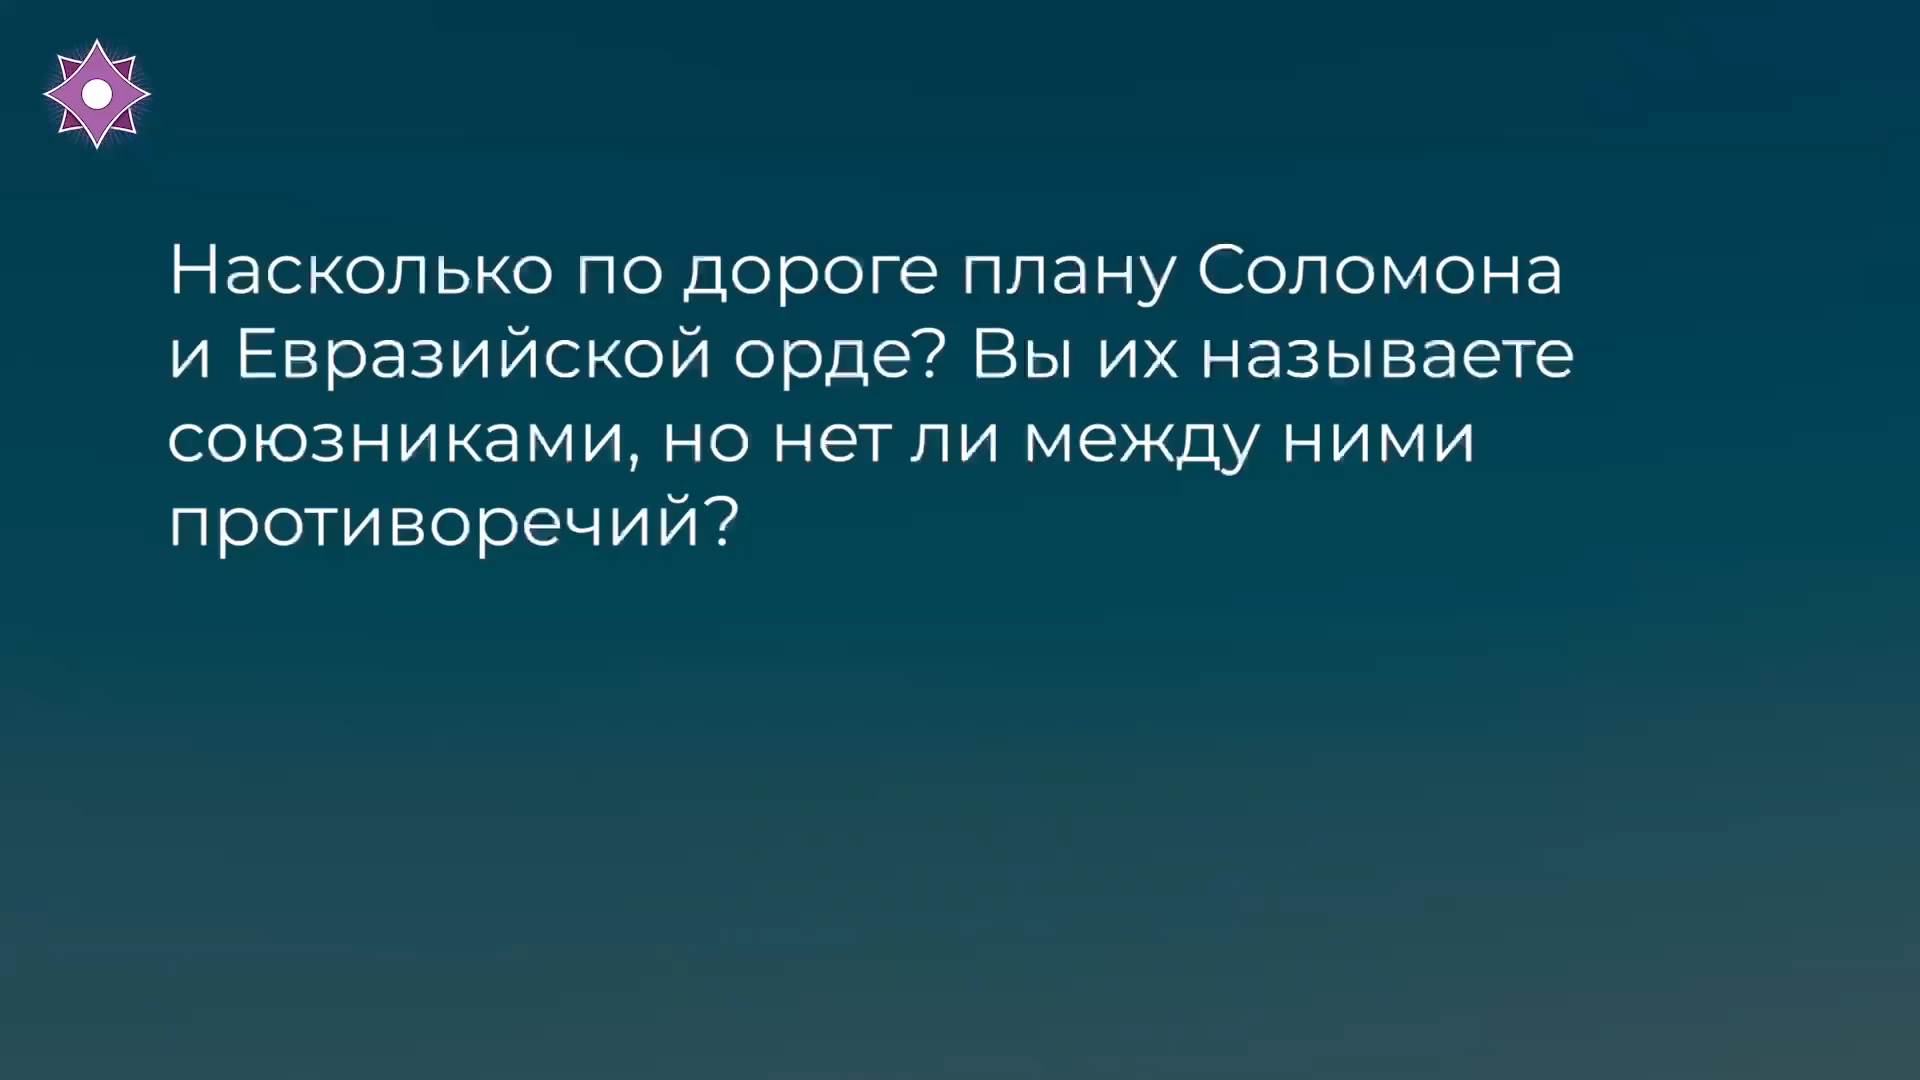 Насколько по дороге плану Соломона
и Евразийской орде? Вы их называете
союзниками, но нет ли между ними
противоречий?